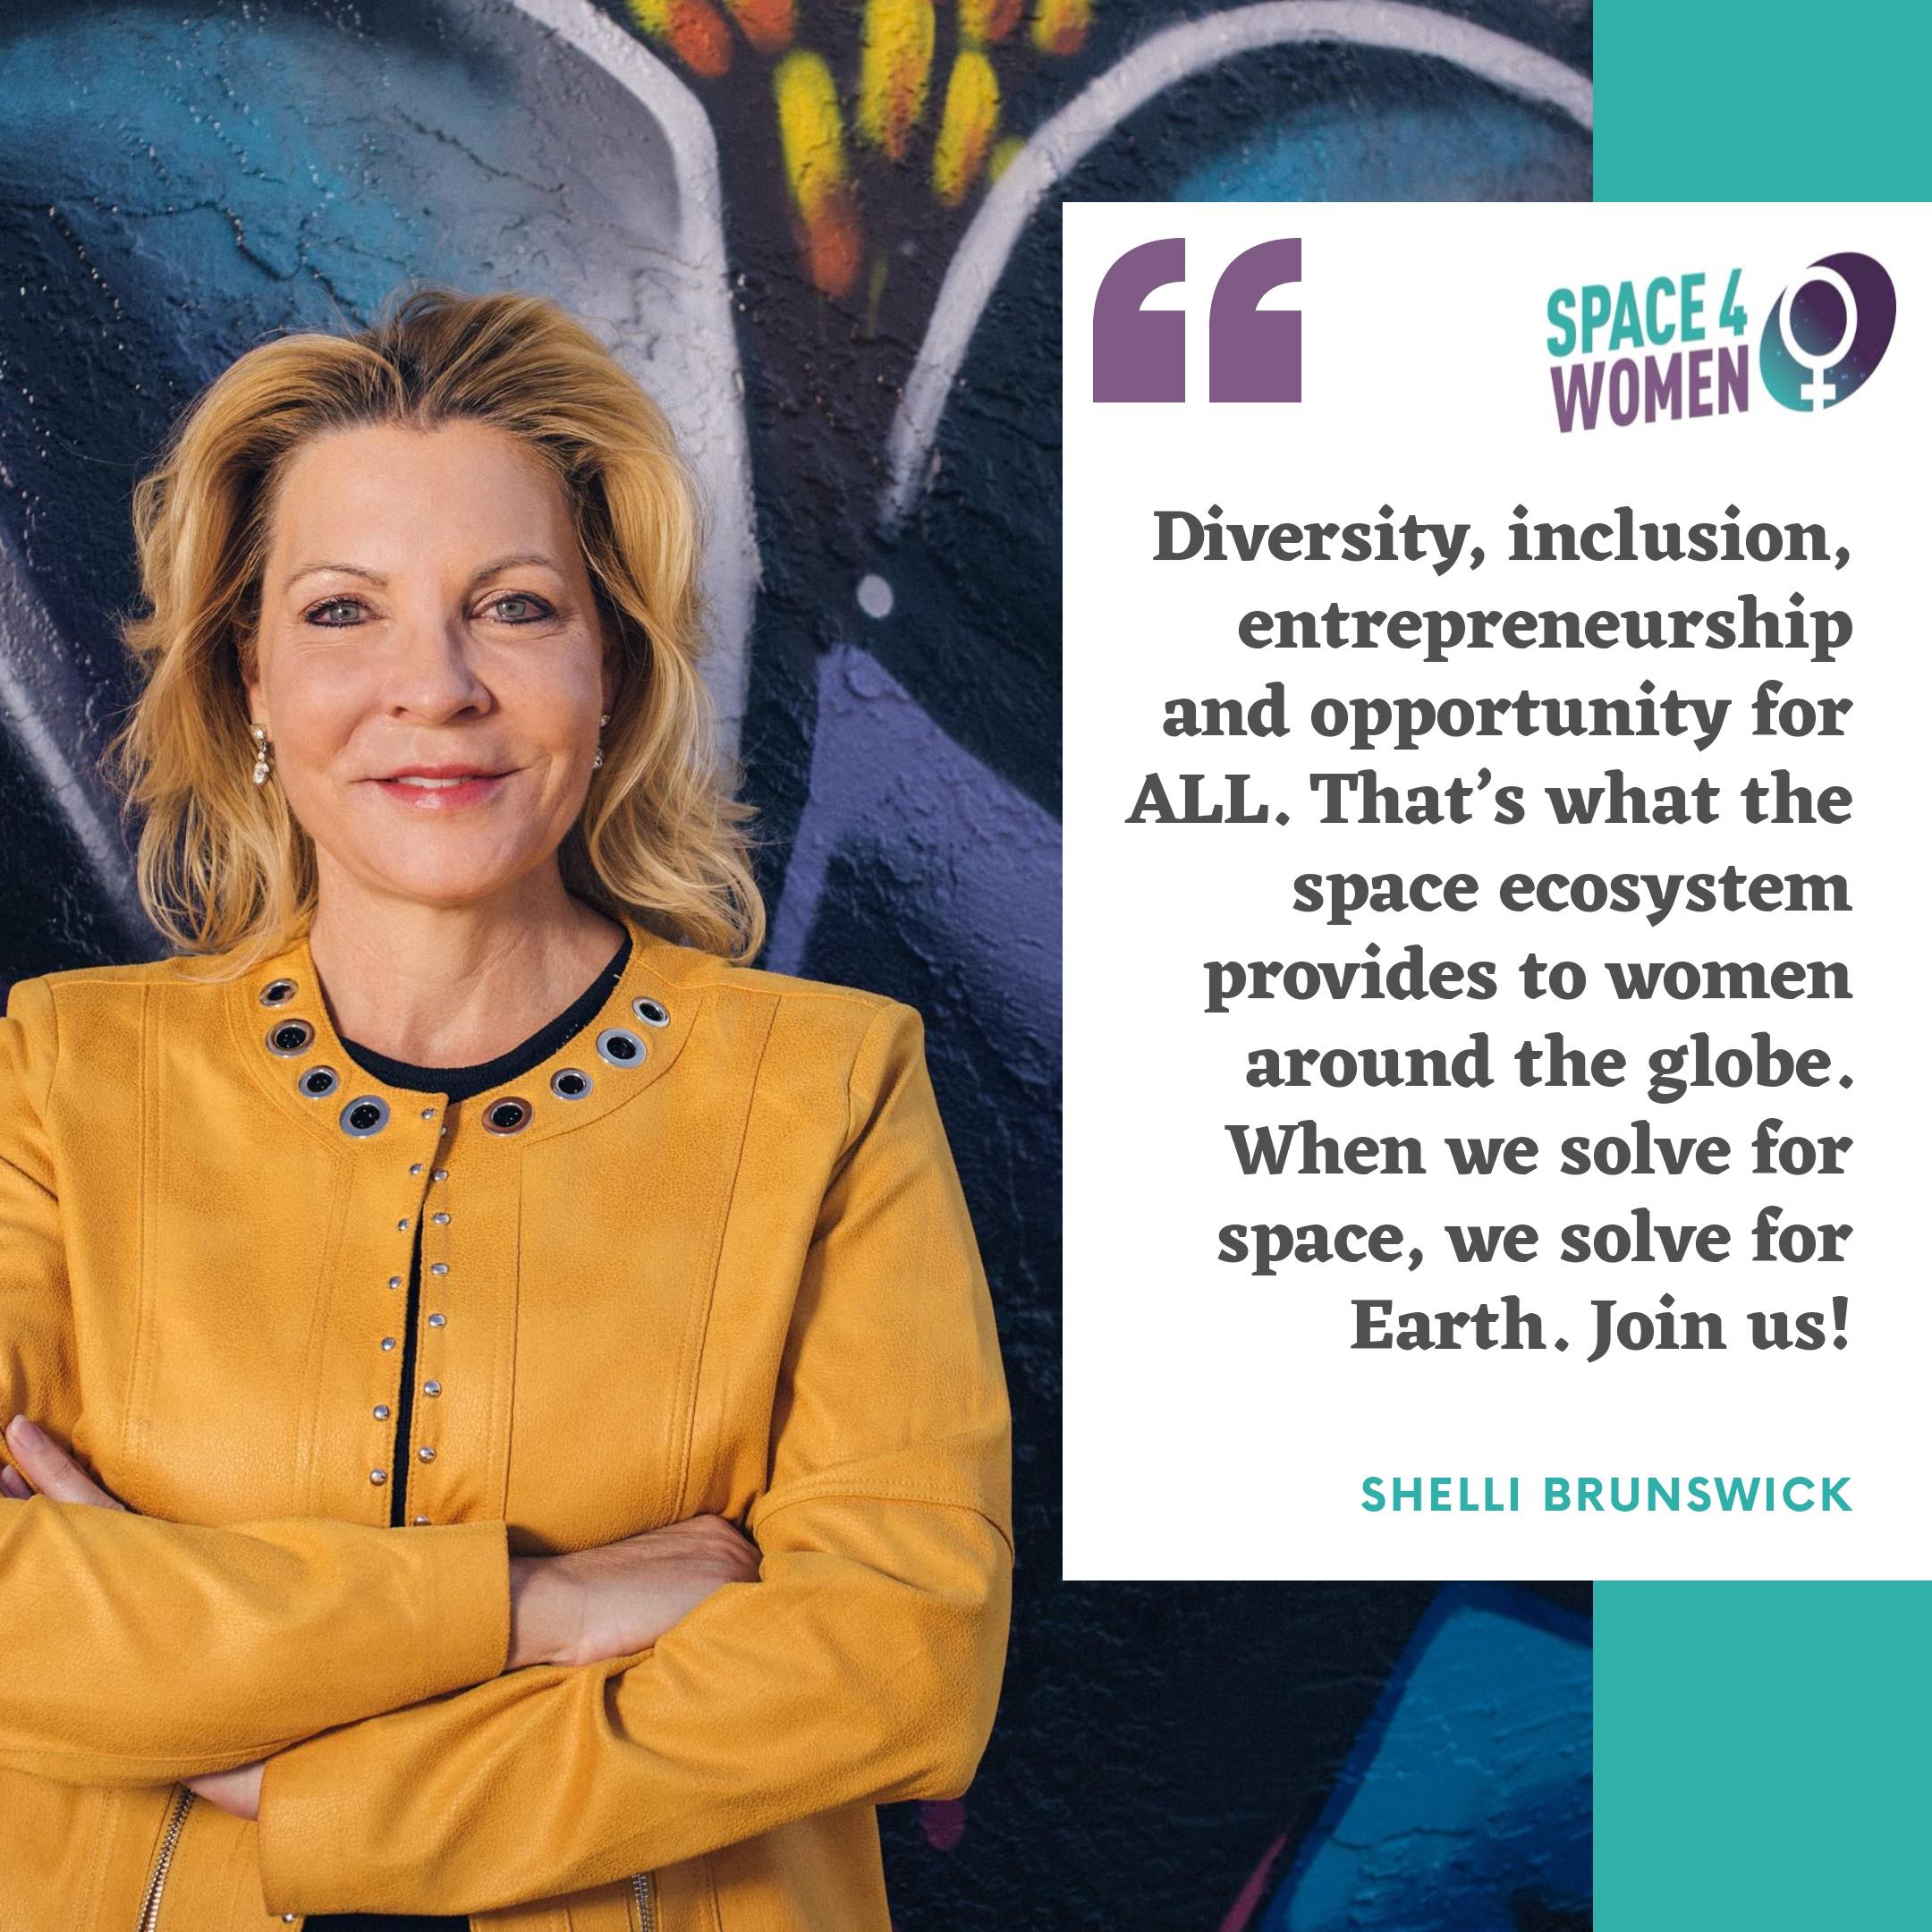 SPACE 4
WOMEN
Diversity, inclusion,
entrepreneurship
and opportunity for
ALL. That’s what the
space ecosystem
provides to women
around the globe.
When we solve for
space, we solve for
Earth. Join us!
SHELLI BRUNSWICK